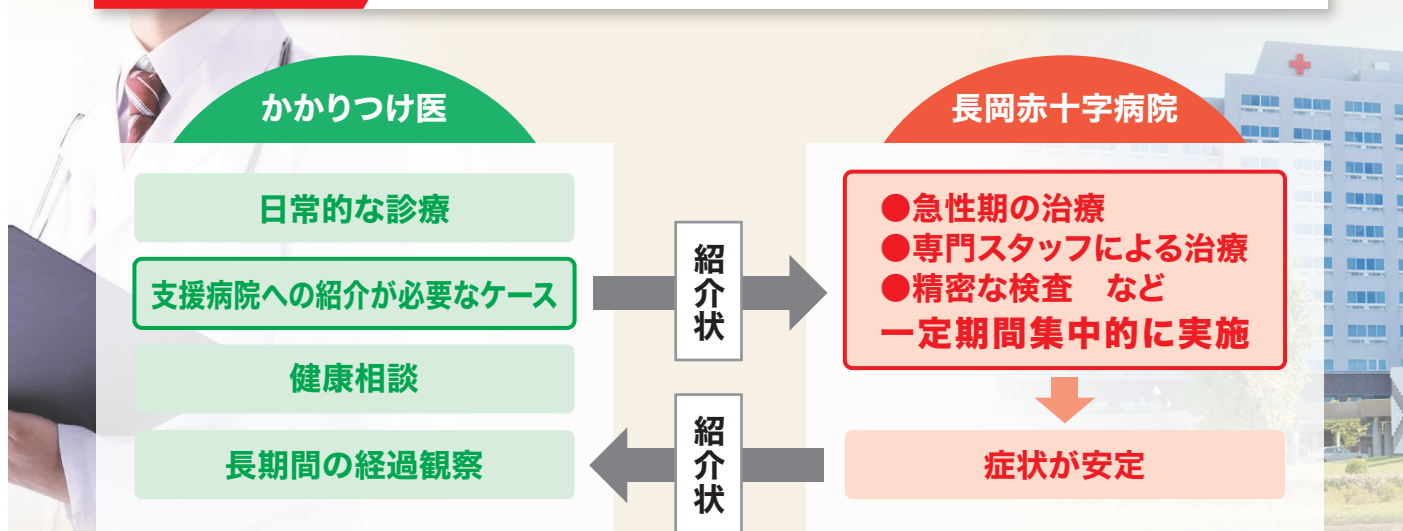 かかりつけ医
日常的な診療
支援病院への紹介が必要なケース
健康相談
長期間の経過観察
紹介状
紹介状
長岡赤十字病院
●急性期の治療
●専門スタッフによる治療
●精密な検査　など
一定期間集中的に実施
症状が安定